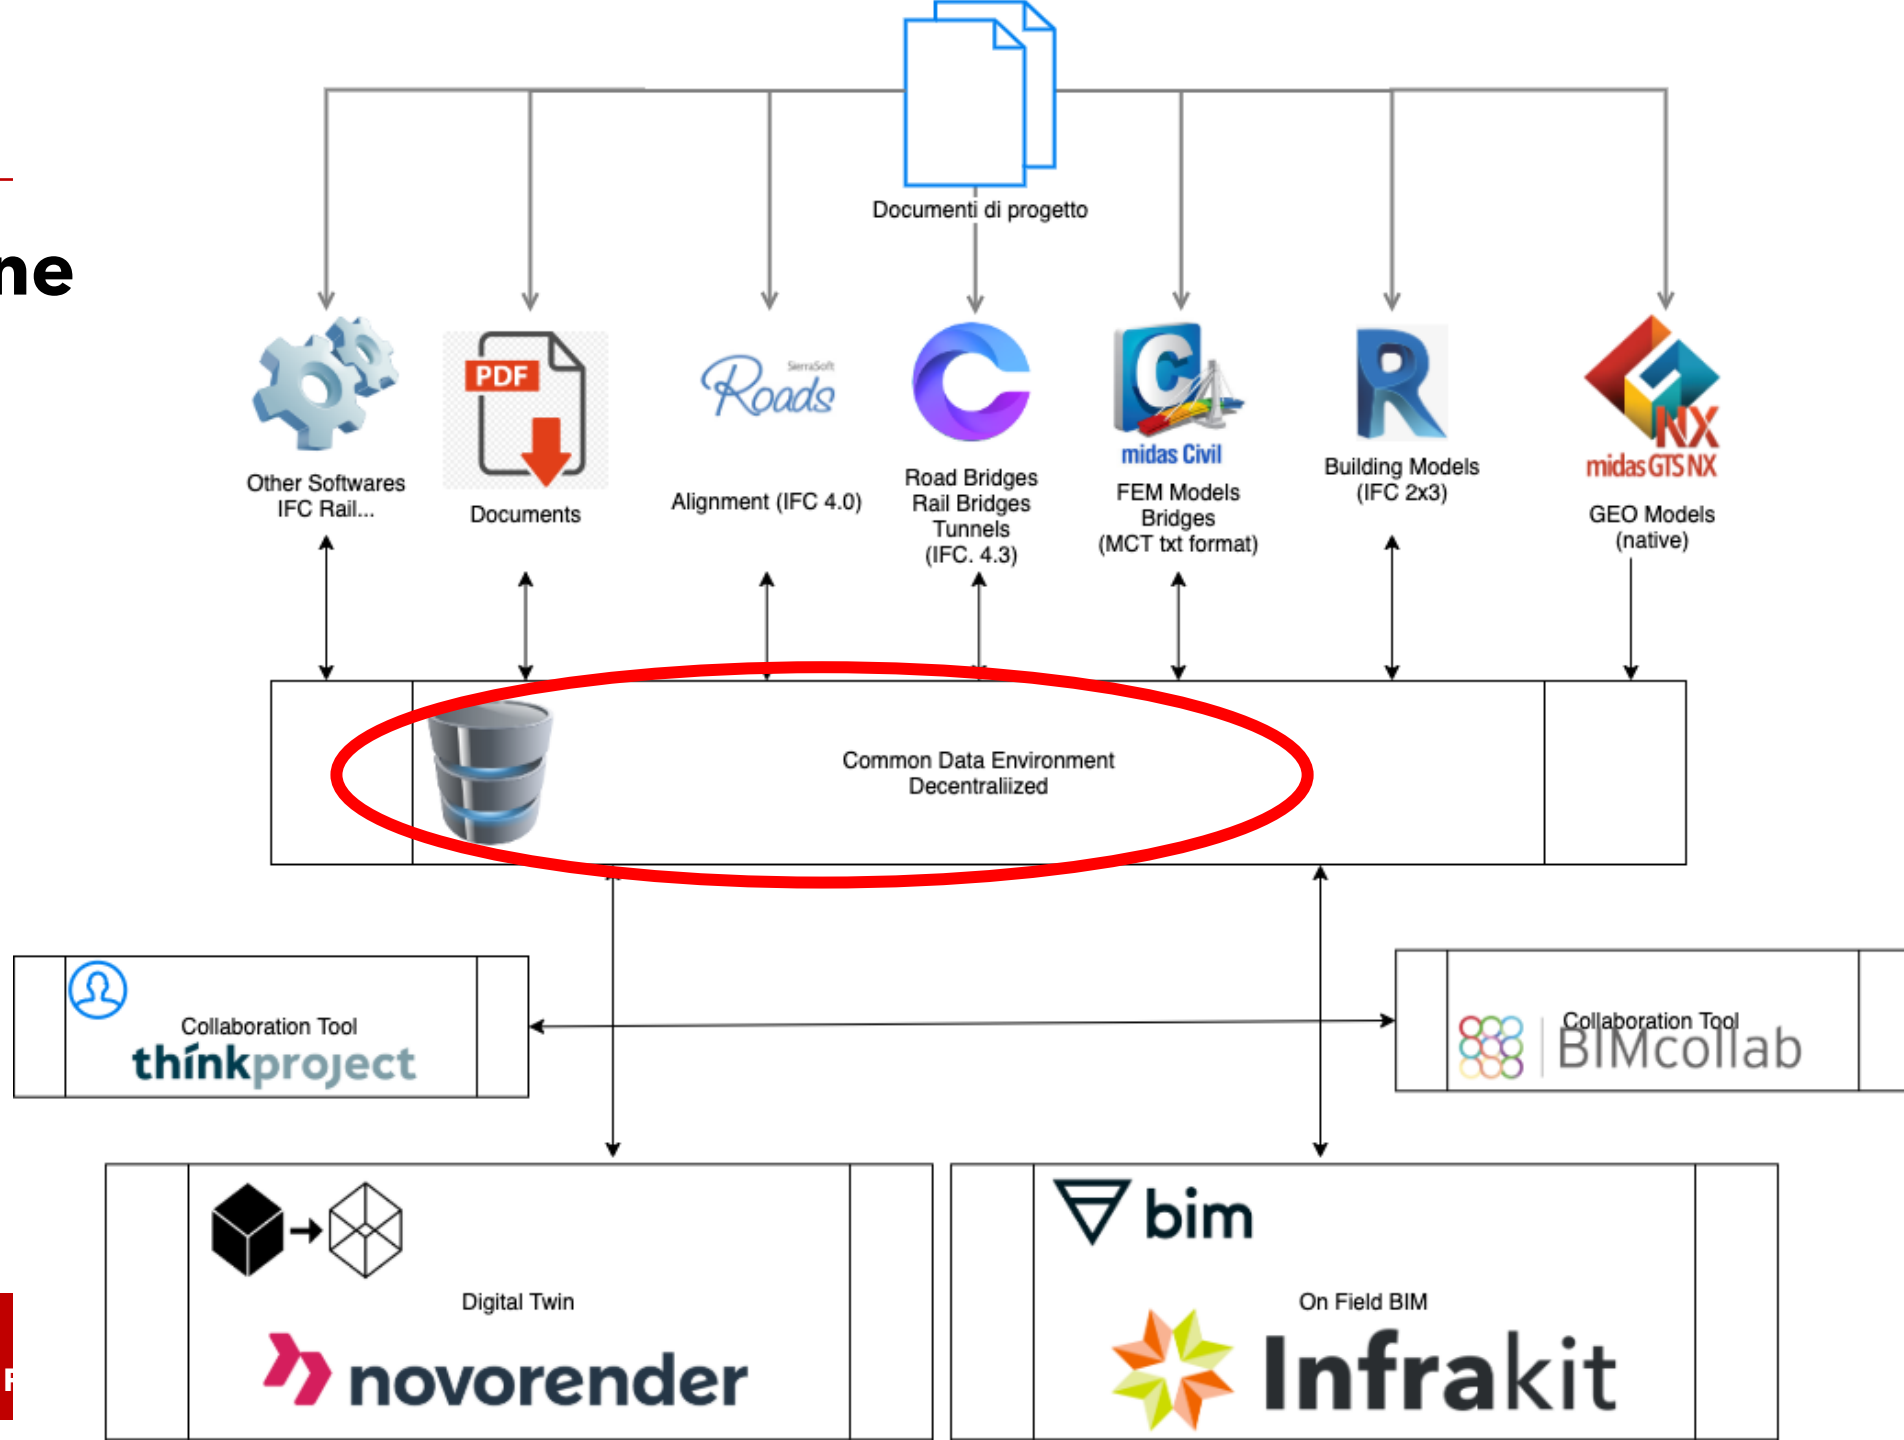 ne
Documenti di progetto
PDF
SierraSoft
Roads
C
midas Civil
R
NX
midas GTS NX
Other Softwares
IFC Rail...
Documents
Alignment (IFC 4.0)
Road Bridges
Rail Bridges
Tunnels
(IFC. 4.3)
FEM Models
Bridges
(MCT txt format)
Building Models
(IFC 2x3)
GEO Models
(native)
Common Data Environment
Decentraliized
Collaboration Tool
thinkproject
Collaboration Tool
BIMcollab
Digital Twin
novorender
bim
On Field BIM
Infrakit